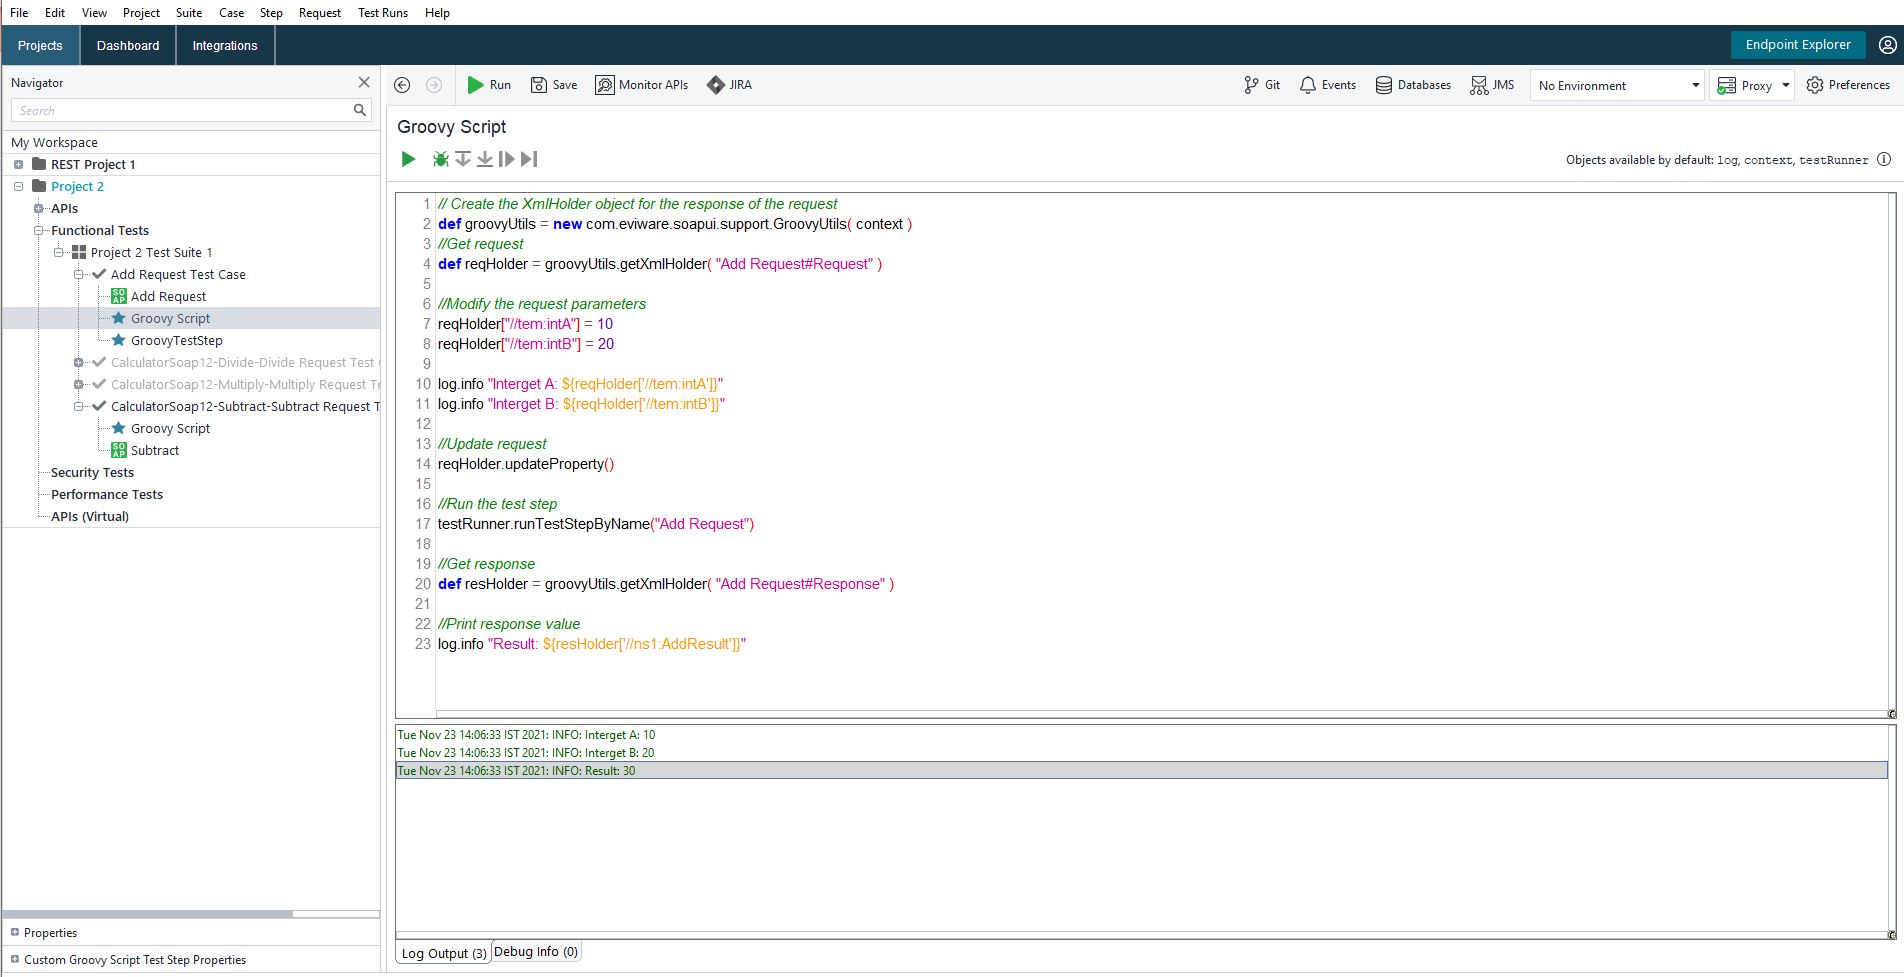 File Edit View Project Suite Case Step Request Test Runs Help
Projects Dashboard Integrations Endpoint Explorer
Navigator
Search
My Workspace
REST Project 1
Project 2
APIs
Functional Tests
Project 2 Test Suite 1
Add Request Test Case
SOAP Add Request
Groovy Script
GroovyTestStep
CalculatorSoap12-Divide-Divide Request Test
CalculatorSoap12-Multiply-Multiply Request Te
CalculatorSoap12-Subtract-Subtract Request T
Groovy Script
SOAP Subtract
Security Tests
Performance Tests
APIs (Virtual)
Properties
Custom Groovy Script Test Step Properties
Run Save Monitor APIs JIRA Git Events Databases JMS No Environment Proxy Preferences
Groovy Script
Objects available by default: log, context, testRunner
1 // Create the XmlHolder object for the response of the request
2 def groovyUtils = new com.eviware.soapui.support.GroovyUtils( context )
3 //Get request
4 def reqHolder = groovyUtils.getXmlHolder( "Add Request#Request" )
5
6 //Modify the request parameters
7 reqHolder["//tem:intA"] = 10
8 reqHolder["//tem:intB"] = 20
9
10 log.info "Interget A: ${reqHolder['//tem:intA']}"
11 log.info "Interget B: ${reqHolder['//tem:intB']}"
12
13 //Update request
14 reqHolder.updateProperty()
15
16 //Run the test step
17 testRunner.runTestStepByName("Add Request")
18
19 //Get response
20 def resHolder = groovyUtils.getXmlHolder( "Add Request#Response" )
21
22 //Print response value
23 log.info "Result: ${resHolder['//ns1:AddResult']}"
Tue Nov 23 14:06:33 IST 2021: INFO: Interget A: 10
Tue Nov 23 14:06:33 IST 2021: INFO: Interget B: 20
Tue Nov 23 14:06:33 IST 2021: INFO: Result: 30
Log Output (3) Debug Info (0)